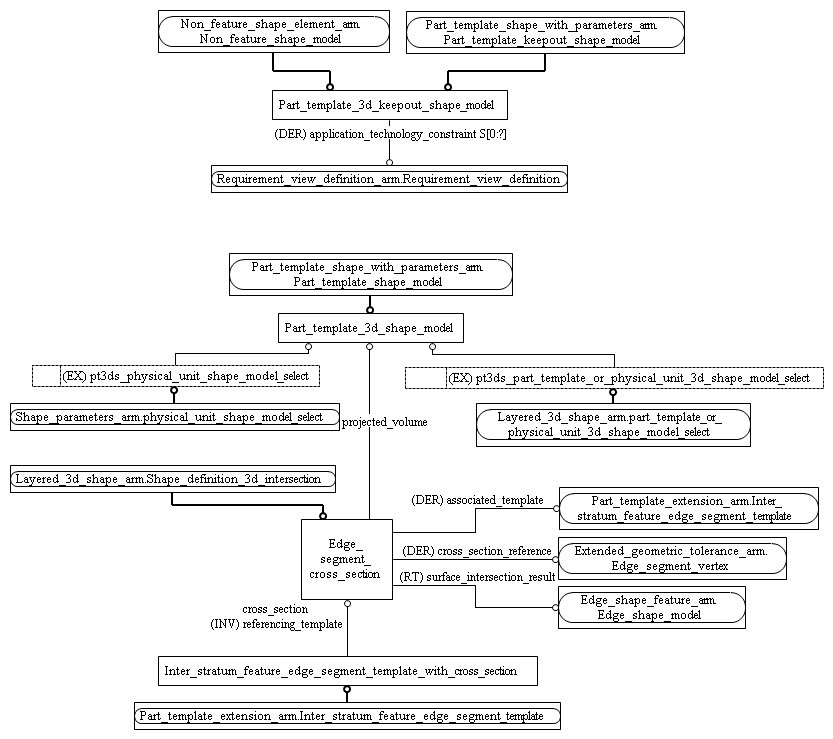 Non_feature_shape_element_arm.
Non_feature_shape_model
Part_template_shape_with_parameters_arm.
Part_template_keepout_shape_model
Part_template_3d_keepout_shape_model
(DER) application_technology_constraint S[0:?]
Requirement_view_definition_arm.Requirement_view_definition
Part_template_shape_with_parameters_arm.
Part_template_shape_model
Part_template_3d_shape_model
(EX) pt3ds_physical_unit_shape_model_select
(EX) pt3ds_part_template_or_physical_unit_3d_shape_model_select
Shape_parameters_arm.physical_unit_shape_model_select
projected_volume
Layered_3d_shape_arm.part_template_or_
physical_unit_3d_shape_model_select
Layered_3d_shape_arm.Shape_definition_3d_intersection
(DER) associated_template
Part_template_extension_arm.Inter_
stratum_feature_edge_segment_template
Edge_
segment_
cross_section
(DER) cross_section_reference
Extended_geometric_tolerance_arm.
Edge_segment_vertex
(RT) surface_intersection_result
Edge_shape_feature_arm.
Edge_shape_model
cross_section
(INV) referencing_template
Inter_stratum_feature_edge_segment_template_with_cross_section
Part_template_extension_arm.Inter_stratum_feature_edge_segment_template